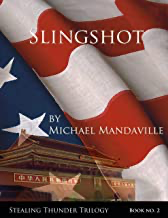 SLINGSHOT
BY
MICHAEL MANDAVILLE
中华人民共和国
STEALING THUNDER TRILOGY BOOK NO. 2